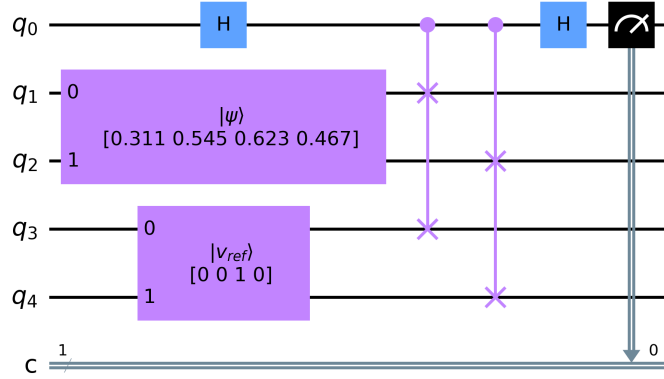 q0 H H
q1 0 |ψ⟩
[0.311 0.545 0.623 0.467]
q2 1
q3 0 |v_ref⟩
[0 0 1 0]
q4 1
c 1 0